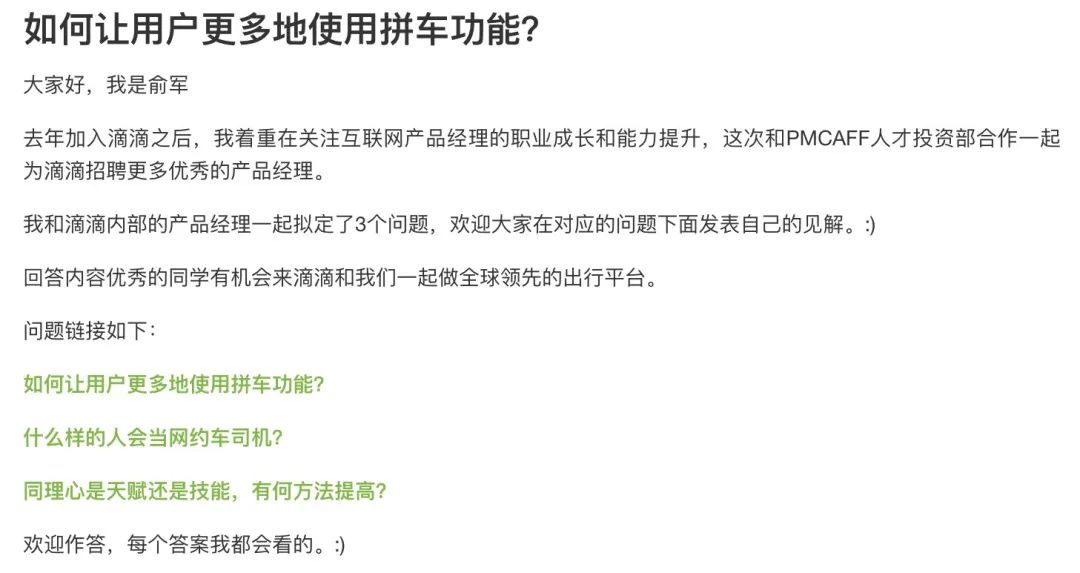 如何让用户更多地使用拼车功能?
大家好，我是俞军
去年加入滴滴之后，我着重在关注互联网产品经理的职业成长和能力提升，这次和PMCAFF人才投资部合作一起
为滴滴招聘更多优秀的产品经理。
我和滴滴内部的产品经理一起拟定了3个问题，欢迎大家在对应的问题下面发表自己的见解。:)
回答内容优秀的同学有机会来滴滴和我们一起做全球领先的出行平台。
问题链接如下：
如何让用户更多地使用拼车功能?
什么样的人会当网约车司机?
同理心是天赋还是技能，有何方法提高?
欢迎作答，每个答案我都会看的。:)